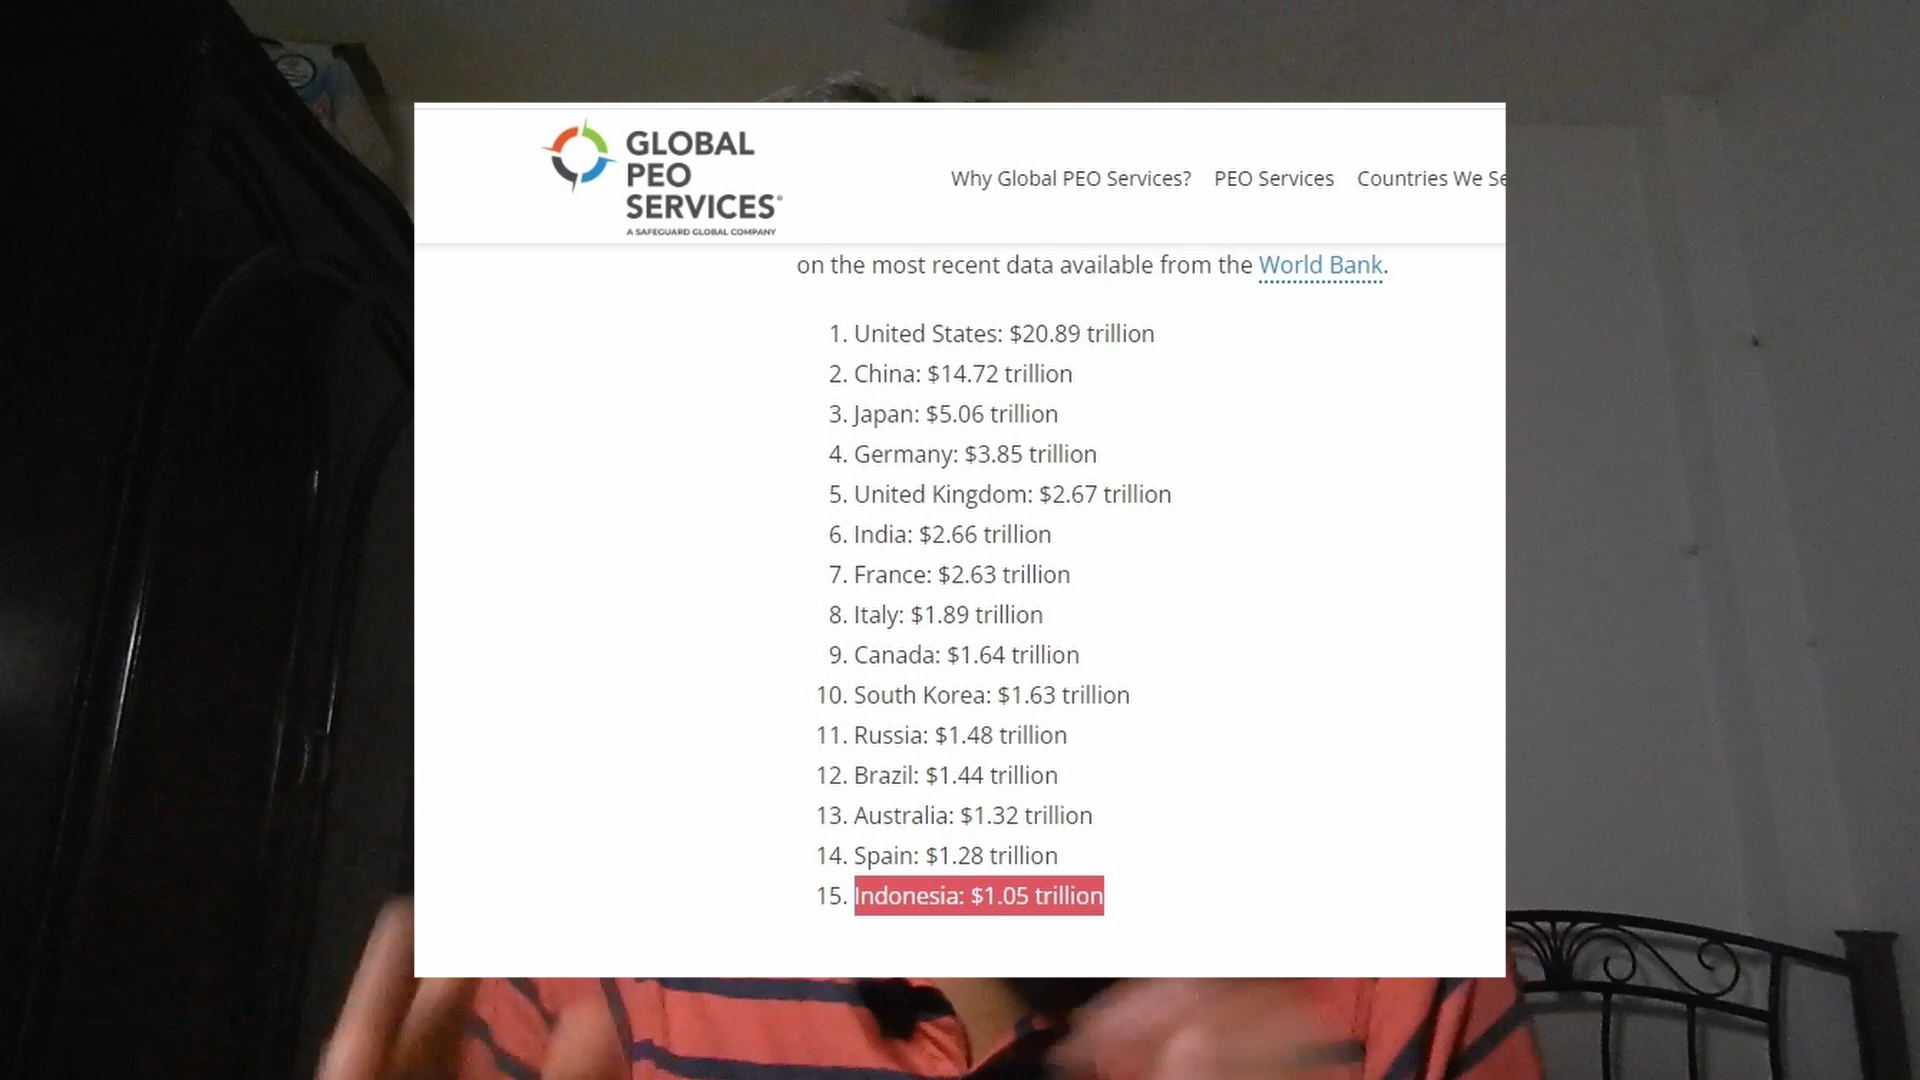 GLOBAL
PEO
SERVICES®
A SAFEGUARD GLOBAL COMPANY
Why Global PEO Services? PEO Services Countries We Se
on the most recent data available from the World Bank.
1. United States: $20.89 trillion
2. China: $14.72 trillion
3. Japan: $5.06 trillion
4. Germany: $3.85 trillion
5. United Kingdom: $2.67 trillion
6. India: $2.66 trillion
7. France: $2.63 trillion
8. Italy: $1.89 trillion
9. Canada: $1.64 trillion
10. South Korea: $1.63 trillion
11. Russia: $1.48 trillion
12. Brazil: $1.44 trillion
13. Australia: $1.32 trillion
14. Spain: $1.28 trillion
15. Indonesia: $1.05 trillion